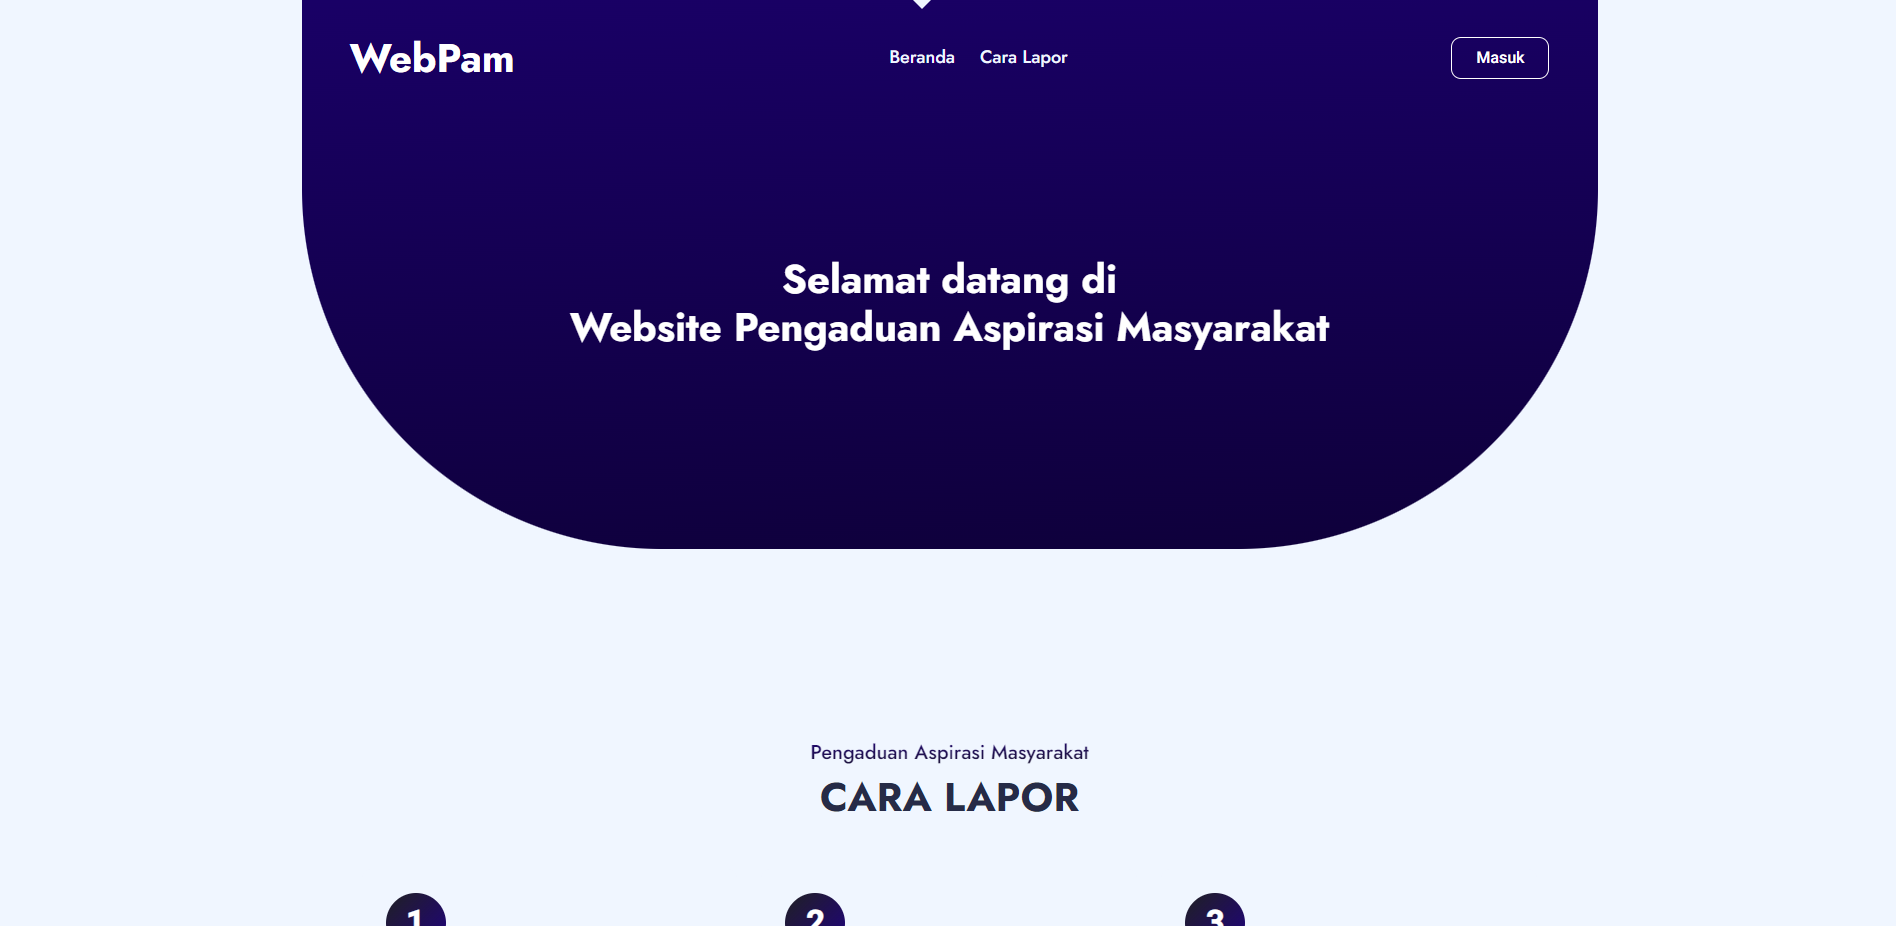 WebPam
Beranda
Cara Lapor
Masuk
Selamat datang di
Website Pengaduan Aspirasi Masyarakat
Pengaduan Aspirasi Masyarakat
CARA LAPOR
1
2
3